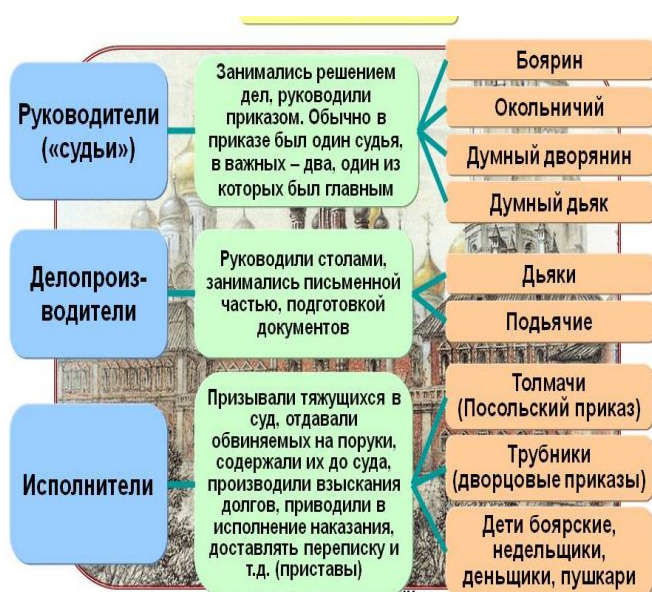 Руководители
(«судьи»)
Занимались решением
дел, руководили
приказом. Обычно в
приказе был один судья,
в важных – два, один из
которых был главным
Боярин
Окольничий
Думный дворянин
Думный дьяк
Делопроиз-
водители
Руководили столами,
занимались письменной
частью, подготовкой
документов
Дьяки
Подьячие
Исполнители
Призывали тяжущихся в
суд, отдавали
обвиняемых на поруки,
содержали их до суда,
производили взыскания
долгов, приводили в
исполнение наказания,
доставлять переписку и
т.д. (приставы)
Толмачи
(Посольский приказ)
Трубники
(дворцовые приказы)
Дети боярские,
недельщики,
деньщики, пушкари